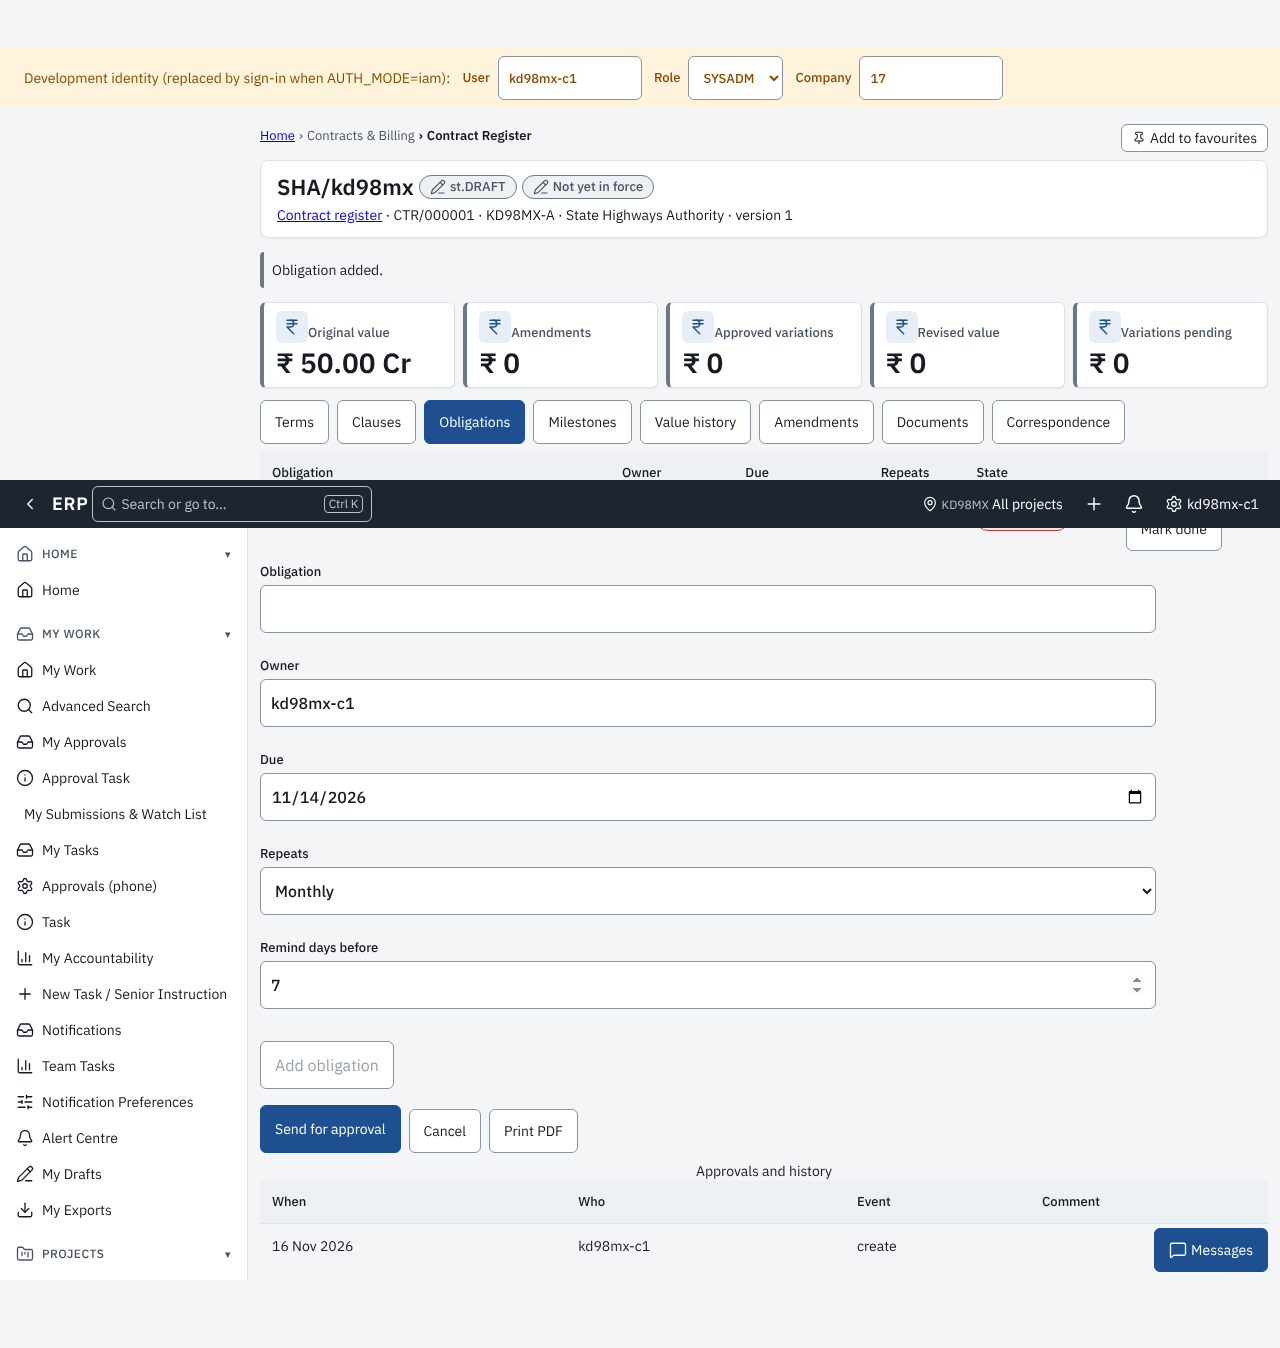 Development identity (replaced by sign-in when AUTH_MODE=iam): User kd98mx-c1 Role SYSADM Company 17
Home › Contracts & Billing › Contract Register
Add to favourites
SHA/kd98mx st.DRAFT Not yet in force
Contract register · CTR/000001 · KD98MX-A · State Highways Authority · version 1
Obligation added.
₹ Original value
₹ 50.00 Cr
₹ Amendments
₹ 0
₹ Approved variations
₹ 0
₹ Revised value
₹ 0
₹ Variations pending
₹ 0
Terms Clauses Obligations Milestones Value history Amendments Documents Correspondence
Obligation Owner Due Repeats State
ERP Search or go to... Ctrl K KD98MX All projects kd98mx-c1
Mark done
HOME
Home
MY WORK
My Work
Advanced Search
My Approvals
Approval Task
My Submissions & Watch List
My Tasks
Approvals (phone)
Task
My Accountability
New Task / Senior Instruction
Notifications
Team Tasks
Notification Preferences
Alert Centre
My Drafts
My Exports
PROJECTS
Obligation
Owner
kd98mx-c1
Due
11/14/2026
Repeats
Monthly
Remind days before
7
Add obligation
Send for approval Cancel Print PDF
Approvals and history
When Who Event Comment
16 Nov 2026 kd98mx-c1 create
Messages